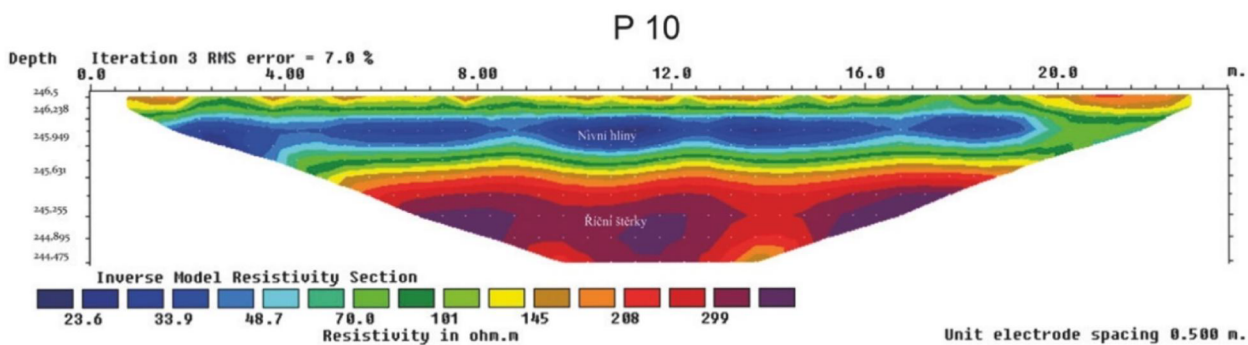 P 10
Depth Iteration 3 RMS error = 7.0 %
0.0 4.00 8.00 12.0 16.0 20.0 m.
246,5
246,238
245,949
245,631
245,255
244,895
244,475
Nivní hlíny
Říční štěrky
Inverse Model Resistivity Section
23.6 33.9 48.7 70.0 101 145 208 299
Resistivity in ohm.m
Unit electrode spacing 0.500 m.